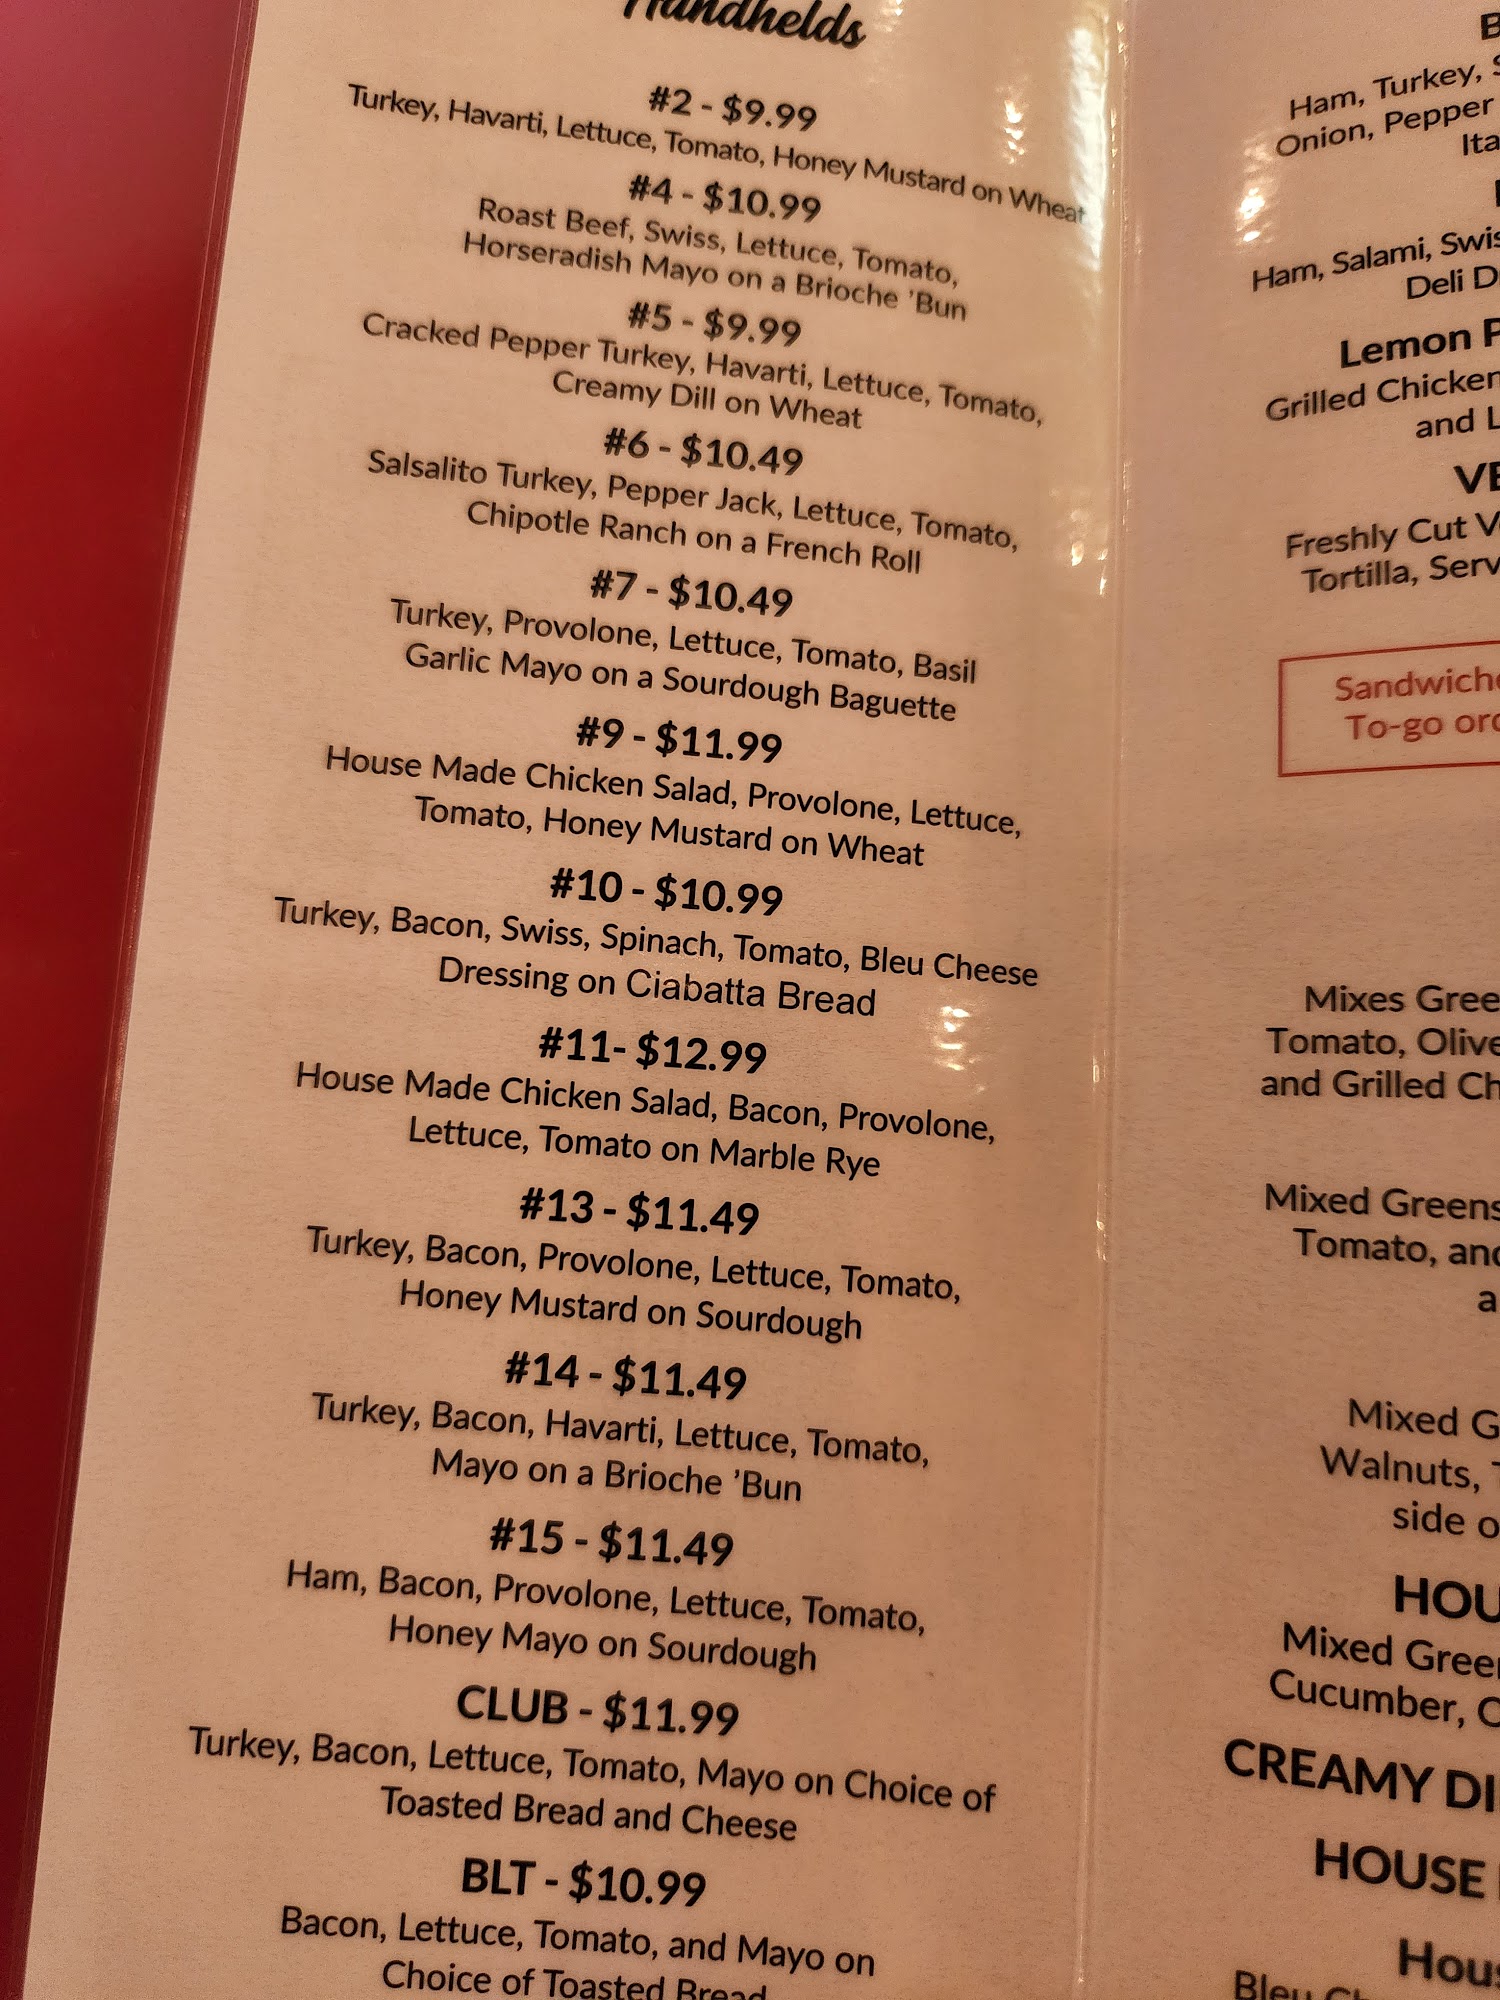 Handhelds
#2 - $9.99
Turkey, Havarti, Lettuce, Tomato, Honey Mustard on Wheat
#4 - $10.99
Roast Beef, Swiss, Lettuce, Tomato,
Horseradish Mayo on a Brioche 'Bun
#5 - $9.99
Cracked Pepper Turkey, Havarti, Lettuce, Tomato,
Creamy Dill on Wheat
#6 - $10.49
Salsalito Turkey, Pepper Jack, Lettuce, Tomato,
Chipotle Ranch on a French Roll
#7 - $10.49
Turkey, Provolone, Lettuce, Tomato, Basil
Garlic Mayo on a Sourdough Baguette
#9 - $11.99
House Made Chicken Salad, Provolone, Lettuce,
Tomato, Honey Mustard on Wheat
#10 - $10.99
Turkey, Bacon, Swiss, Spinach, Tomato, Bleu Cheese
Dressing on Ciabatta Bread
#11- $12.99
House Made Chicken Salad, Bacon, Provolone,
Lettuce, Tomato on Marble Rye
#13 - $11.49
Turkey, Bacon, Provolone, Lettuce, Tomato,
Honey Mustard on Sourdough
#14 - $11.49
Turkey, Bacon, Havarti, Lettuce, Tomato,
Mayo on a Brioche 'Bun
#15 - $11.49
Ham, Bacon, Provolone, Lettuce, Tomato,
Honey Mayo on Sourdough
CLUB - $11.99
Turkey, Bacon, Lettuce, Tomato, Mayo on Choice of
Toasted Bread and Cheese
BLT - $10.99
Bacon, Lettuce, Tomato, and Mayo on
Choice of Toasted Bread
Ham, Turkey,
Onion, Pepper
Ham, Salami,
Deli
Lemon
Grilled Chicken
and
Freshly Cut
Tortilla,
To-go
Mixes
Tomato,
and Grilled
Mixed Greens
Tomato,
Mixed
Walnuts,
side
Mixed
Cucumber,
CREAMY
HOUSE
Bleu